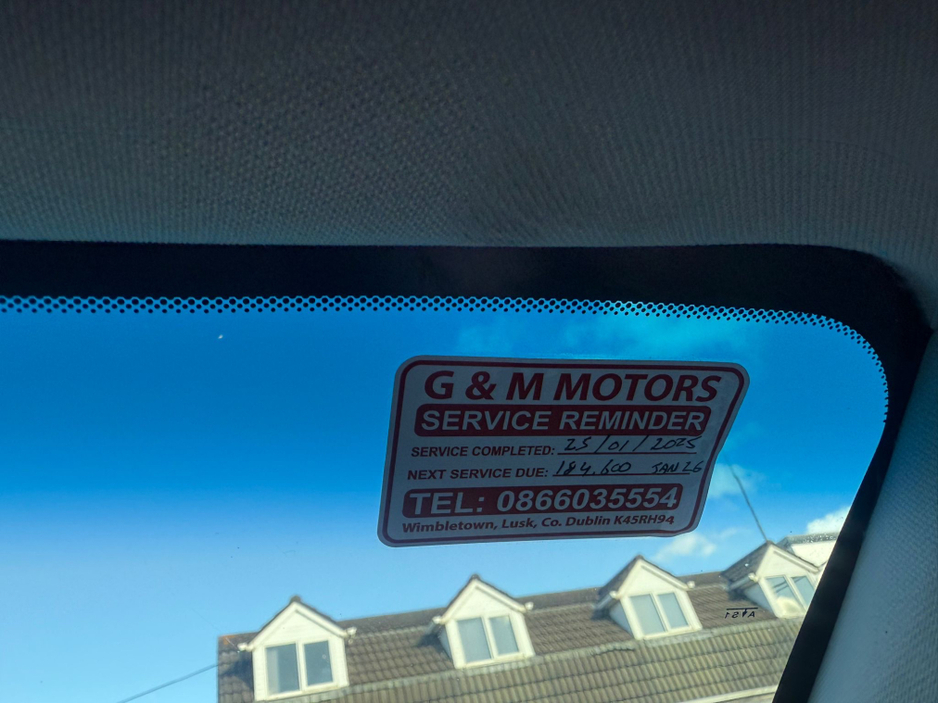 G & M MOTORS
SERVICE REMINDER
SERVICE COMPLETED: 25/01/2025
NEXT SERVICE DUE: 184,600 JAN 26
TEL: 0866035554
Wimbletown, Lusk, Co. Dublin K45RH94
AS1